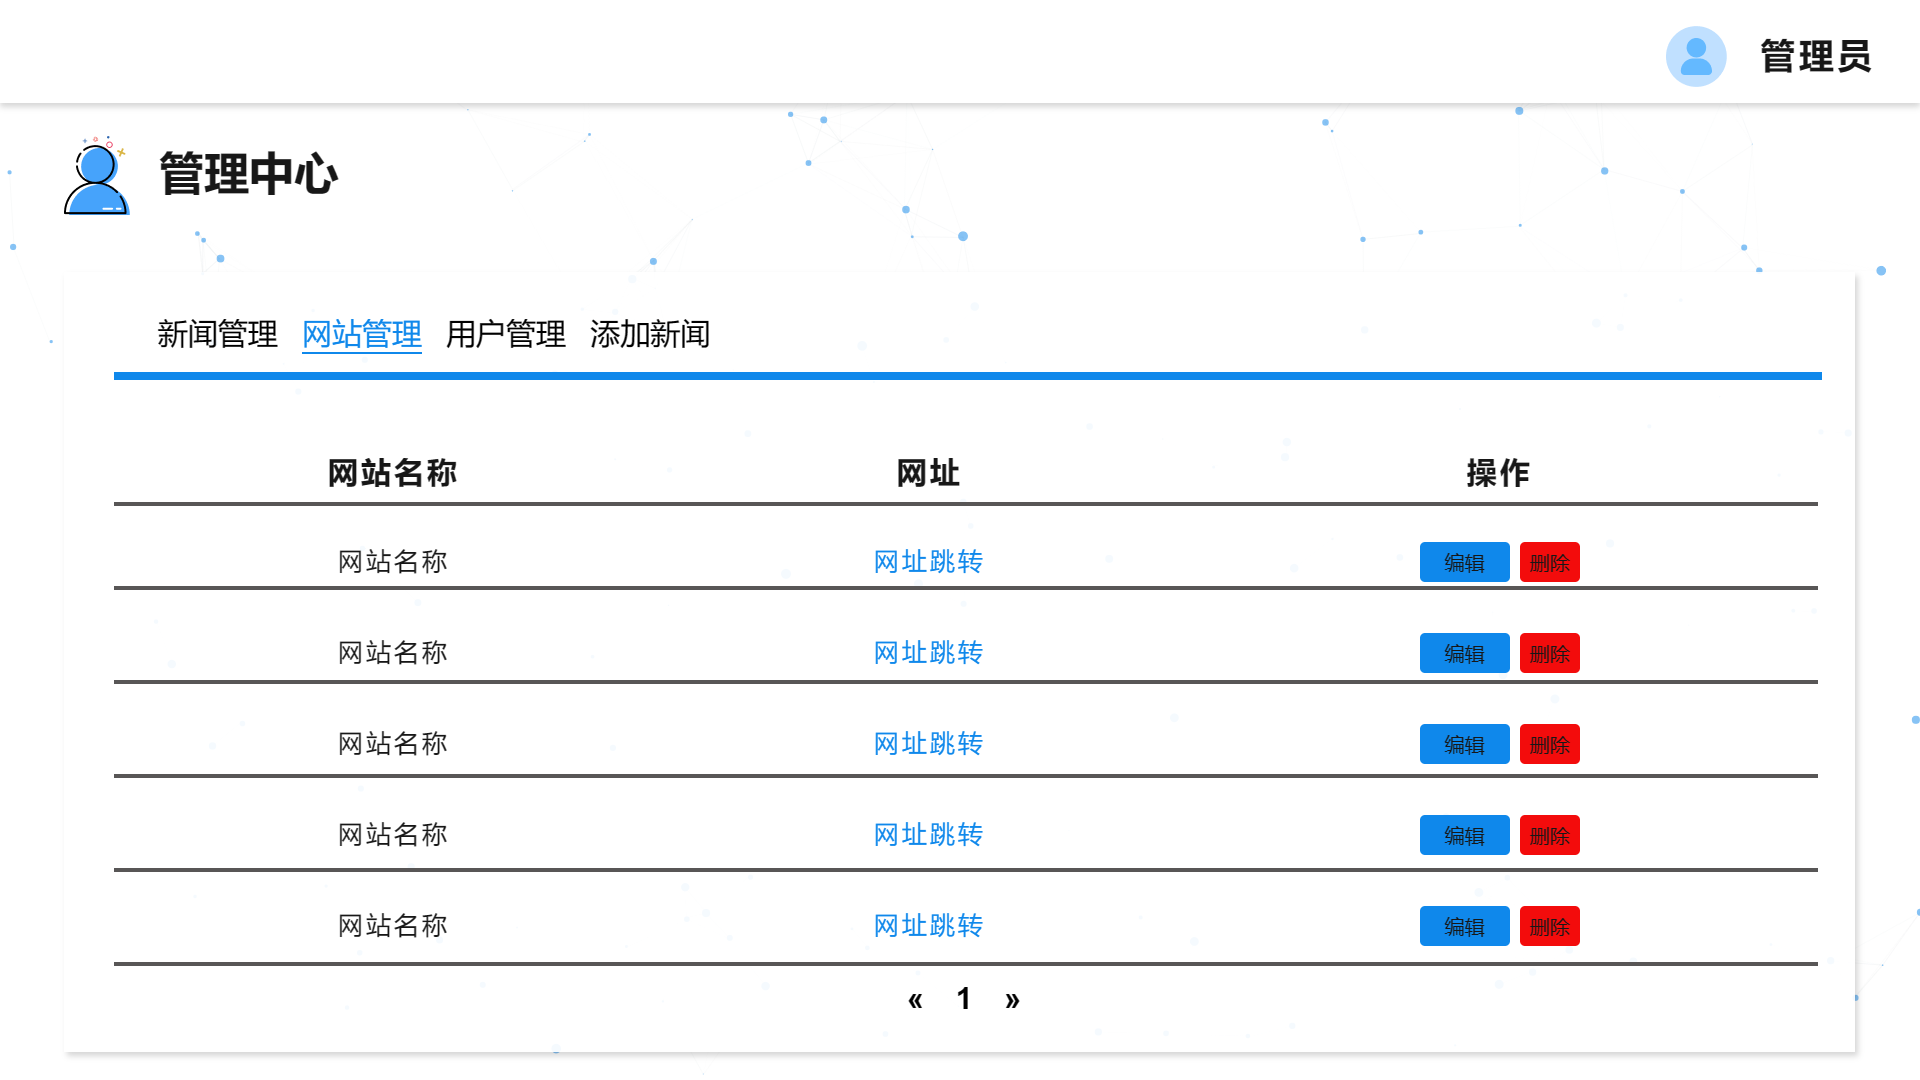 管理员
管理中心
新闻管理 网站管理 用户管理 添加新闻
网站名称 网址 操作
网站名称 网址跳转 编辑 删除
网站名称 网址跳转 编辑 删除
网站名称 网址跳转 编辑 删除
网站名称 网址跳转 编辑 删除
网站名称 网址跳转 编辑 删除
« 1 »